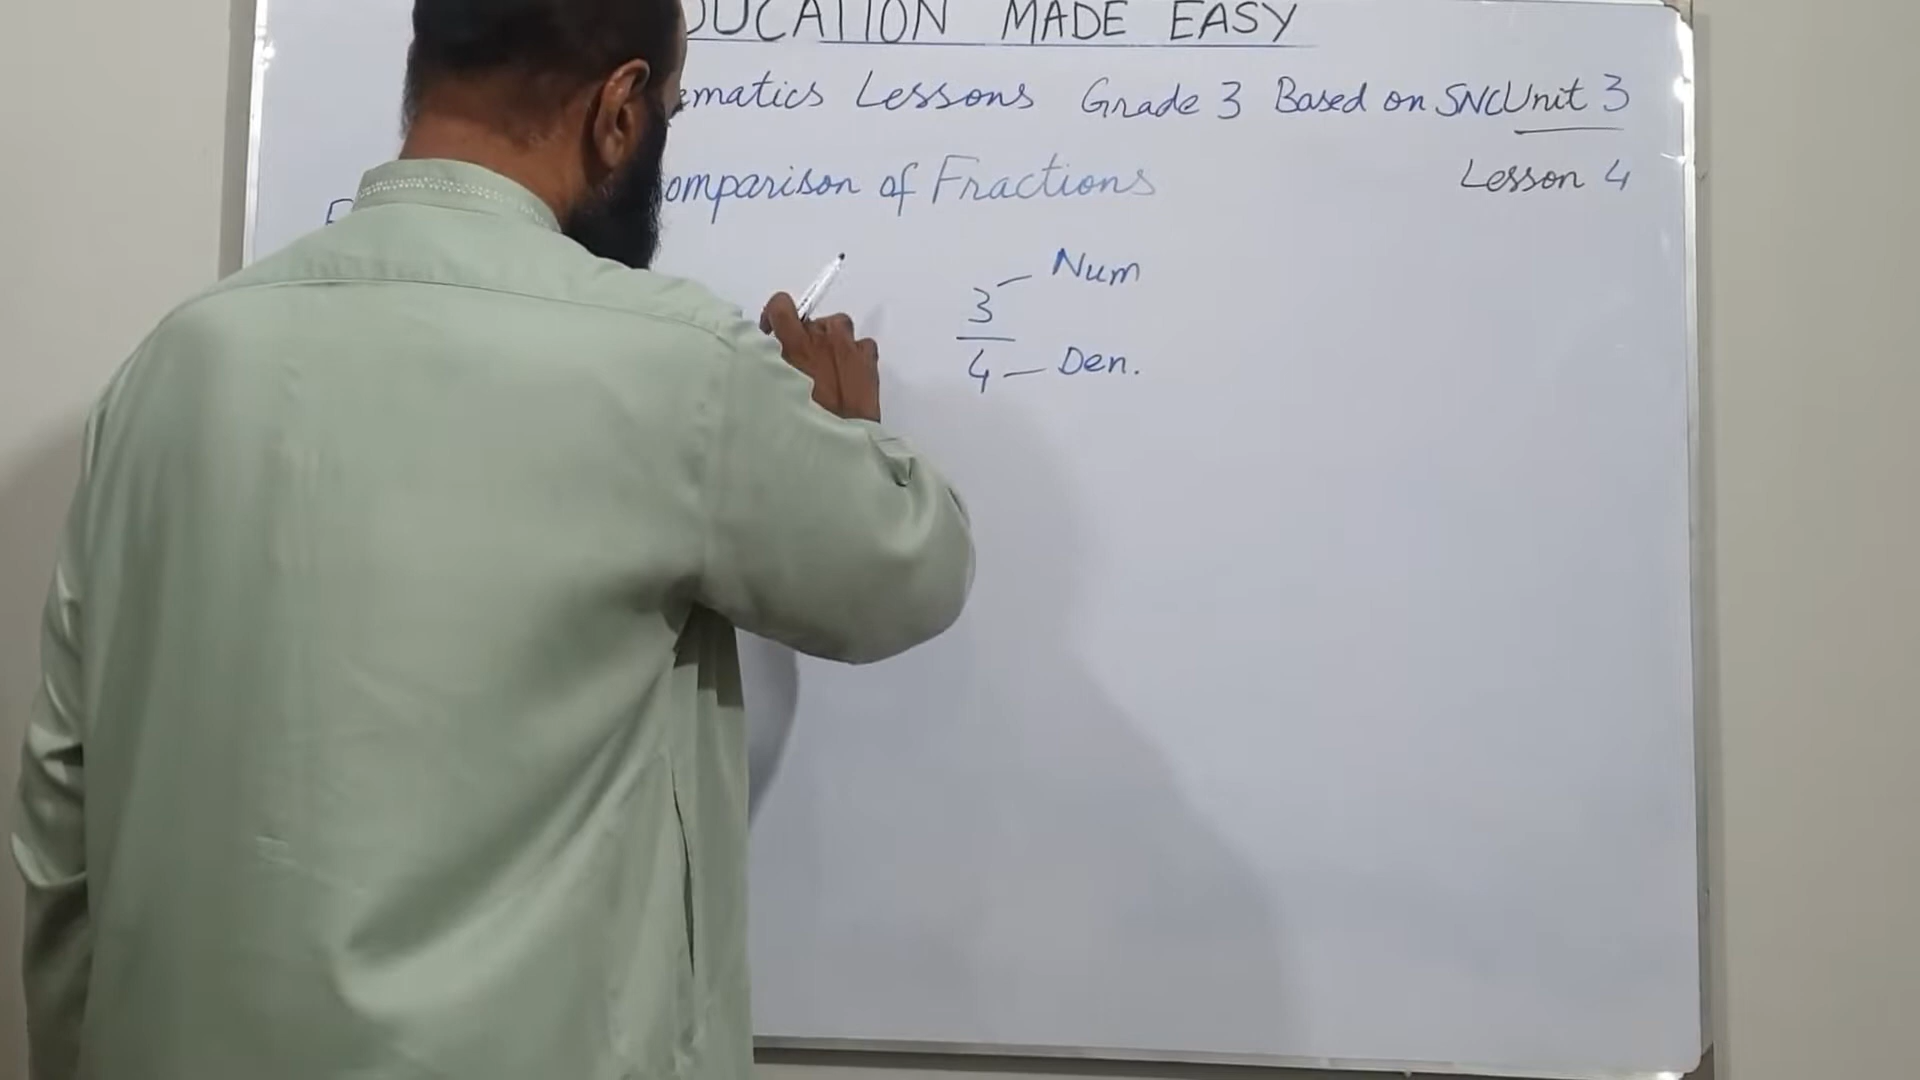 EDUCATION MADE EASY
ematics Lessons Grade 3 Based on SNC Unit 3
omparison of Fractions
Lesson 4
3 — Num
4 — Den.